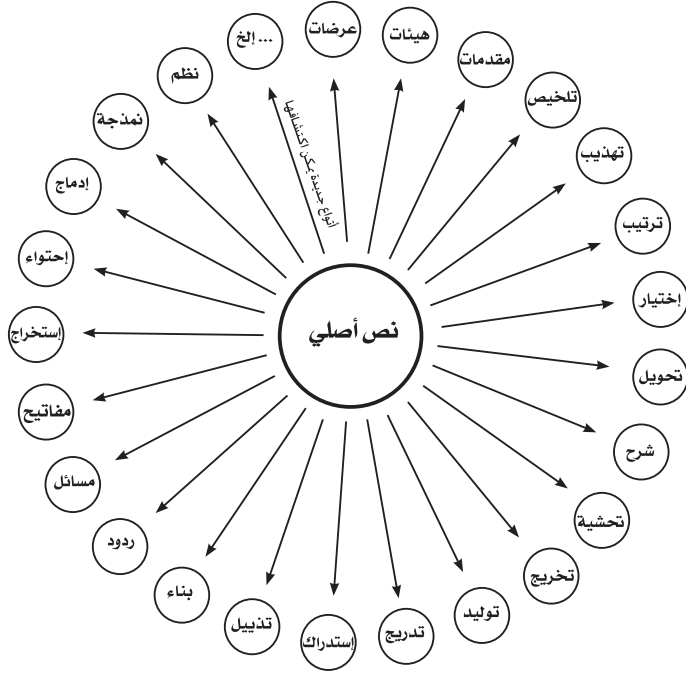 نص أصلي
عرضات
هيئات
مقدمات
تلخيص
تهذيب
ترتيب
إختيار
تحويل
شرح
تحشية
تخريج
توليد
تدريج
إستدراك
تذييل
بناء
ردود
مسائل
مفاتيح
إستخراج
إحتواء
إدماج
نمذجة
نظم
... إلخ
أنواع جديدة يمكن اكتشافها